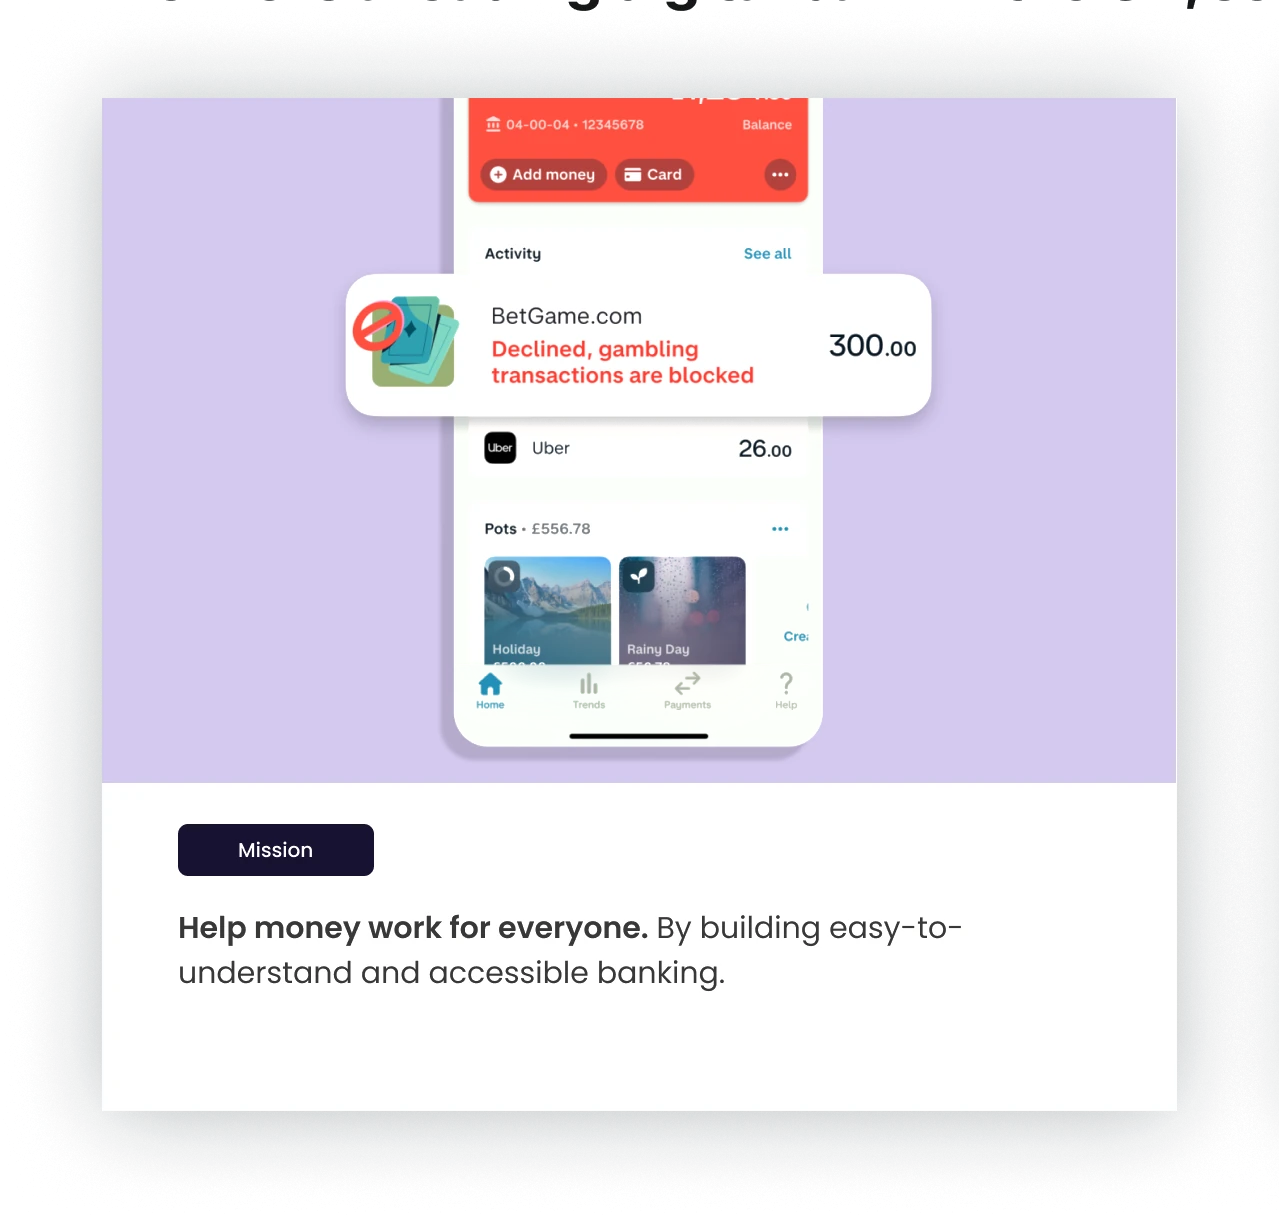 04-00-04 • 12345678
Balance
Add money
Card
Activity
See all
BetGame.com
Declined, gambling
transactions are blocked
300.00
Uber
Uber
26.00
Pots • £556.78
Holiday
Rainy Day
Home
Trends
Payments
Help
Mission
Help money work for everyone. By building easy-to-
understand and accessible banking.